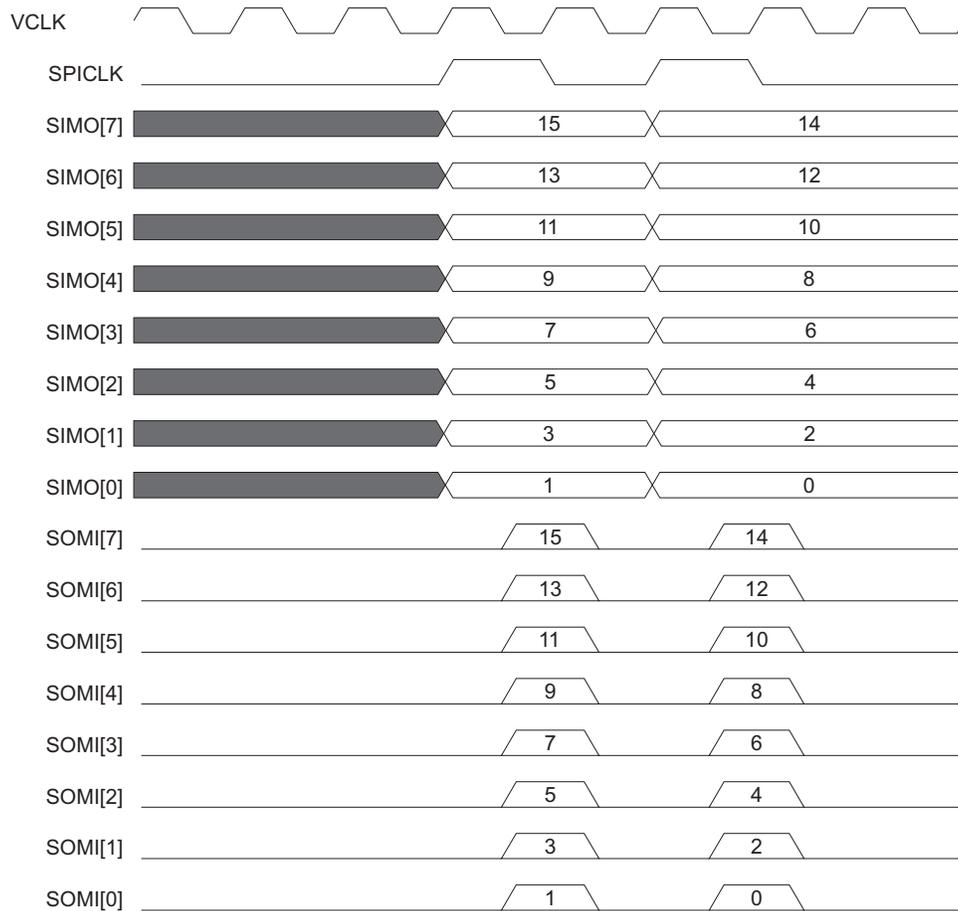 VCLK
SPICLK
SIMO[7] 15 14
SIMO[6] 13 12
SIMO[5] 11 10
SIMO[4] 9 8
SIMO[3] 7 6
SIMO[2] 5 4
SIMO[1] 3 2
SIMO[0] 1 0
SOMI[7] 15 14
SOMI[6] 13 12
SOMI[5] 11 10
SOMI[4] 9 8
SOMI[3] 7 6
SOMI[2] 5 4
SOMI[1] 3 2
SOMI[0] 1 0